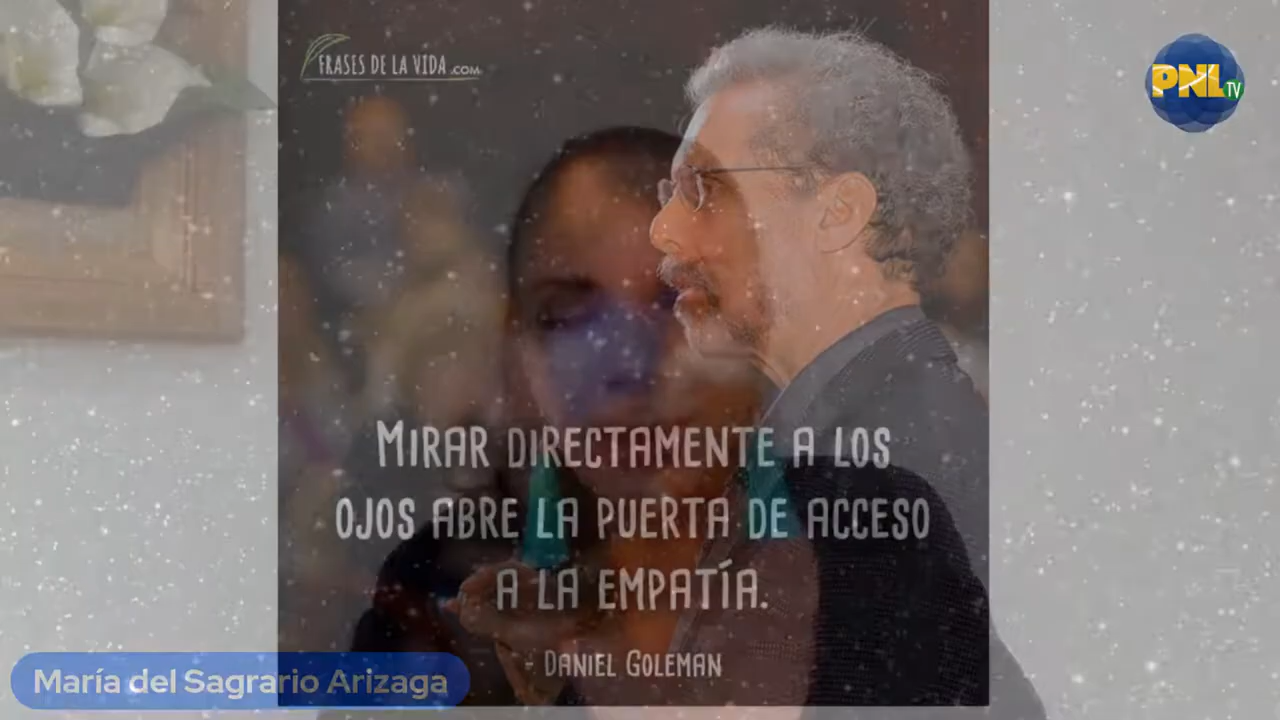 FRASES DE LA VIDA .COM
PNL TV
MIRAR DIRECTAMENTE A LOS
OJOS ABRE LA PUERTA DE ACCESO
A LA EMPATÍA.
- DANIEL GOLEMAN
María del Sagrario Arizaga